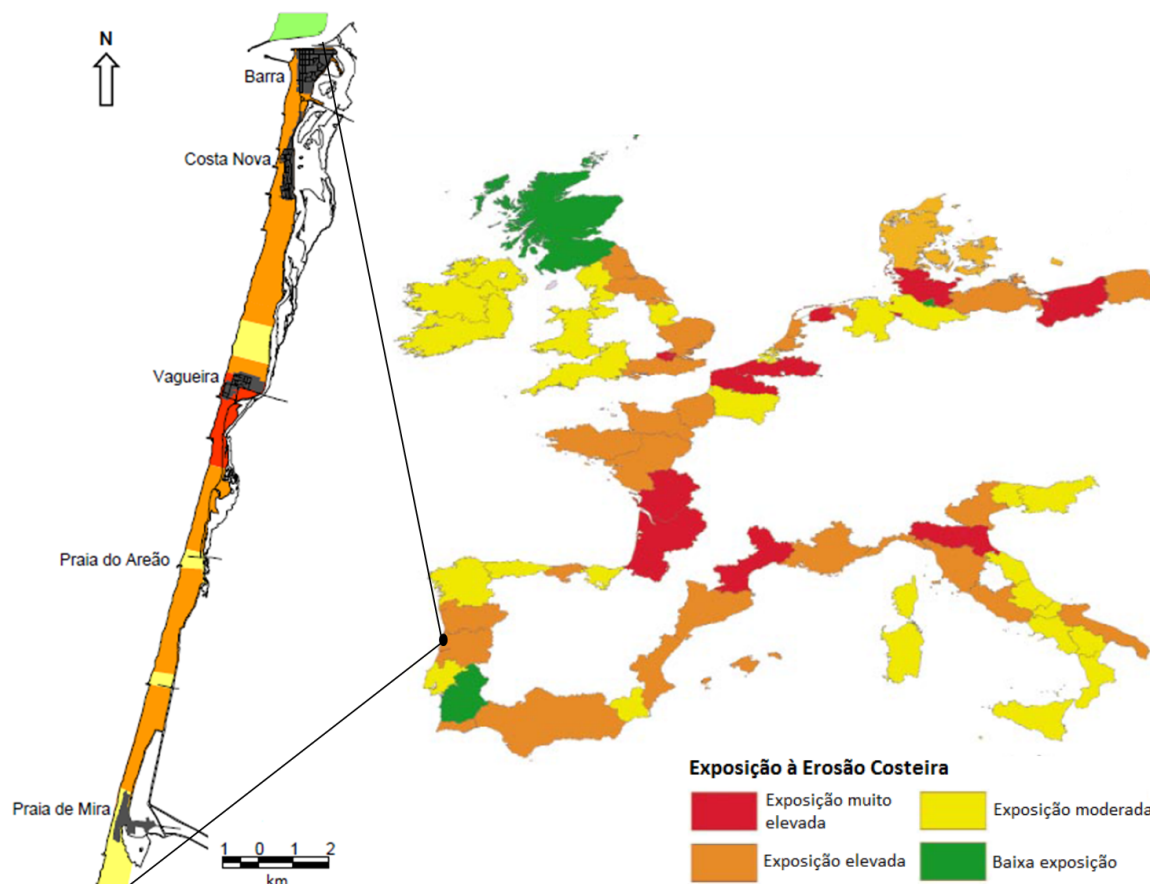 N
Barra
Costa Nova
Vagueira
Praia do Areão
Praia de Mira
1 0 1 2
km
Exposição à Erosão Costeira
Exposição muito
elevada
Exposição moderada
Exposição elevada
Baixa exposição